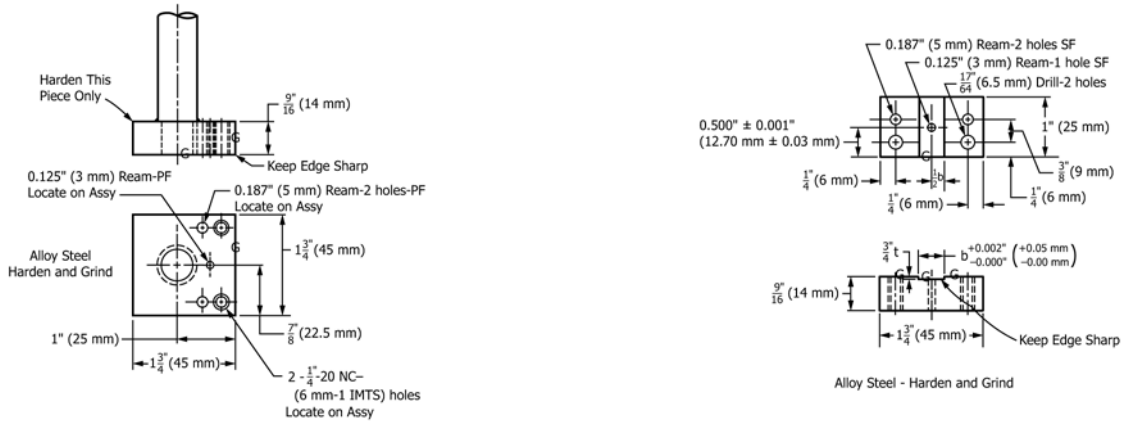 Harden This
Piece Only
9/16" (14 mm)
G
G
Keep Edge Sharp
0.125" (3 mm) Ream-PF
Locate on Assy
0.187" (5 mm) Ream-2 holes-PF
Locate on Assy
G
Alloy Steel
Harden and Grind
1 3/4" (45 mm)
7/8" (22.5 mm)
1" (25 mm)
1 3/4" (45 mm)
2 -1/4"-20 NC–
(6 mm-1 IMTS) holes
Locate on Assy
0.187" (5 mm) Ream-2 holes SF
0.125" (3 mm) Ream-1 hole SF
17/64" (6.5 mm) Drill-2 holes
0.500" ± 0.001"
(12.70 mm ± 0.03 mm)
1" (25 mm)
G
3/8" (9 mm)
1/4" (6 mm)
1/2 b
1/4" (6 mm)
1/4" (6 mm)
3/4" t
b +0.002" -0.000" (+0.05 mm -0.00 mm)
G
G
G
9/16" (14 mm)
1 3/4" (45 mm)
Keep Edge Sharp
Alloy Steel - Harden and Grind